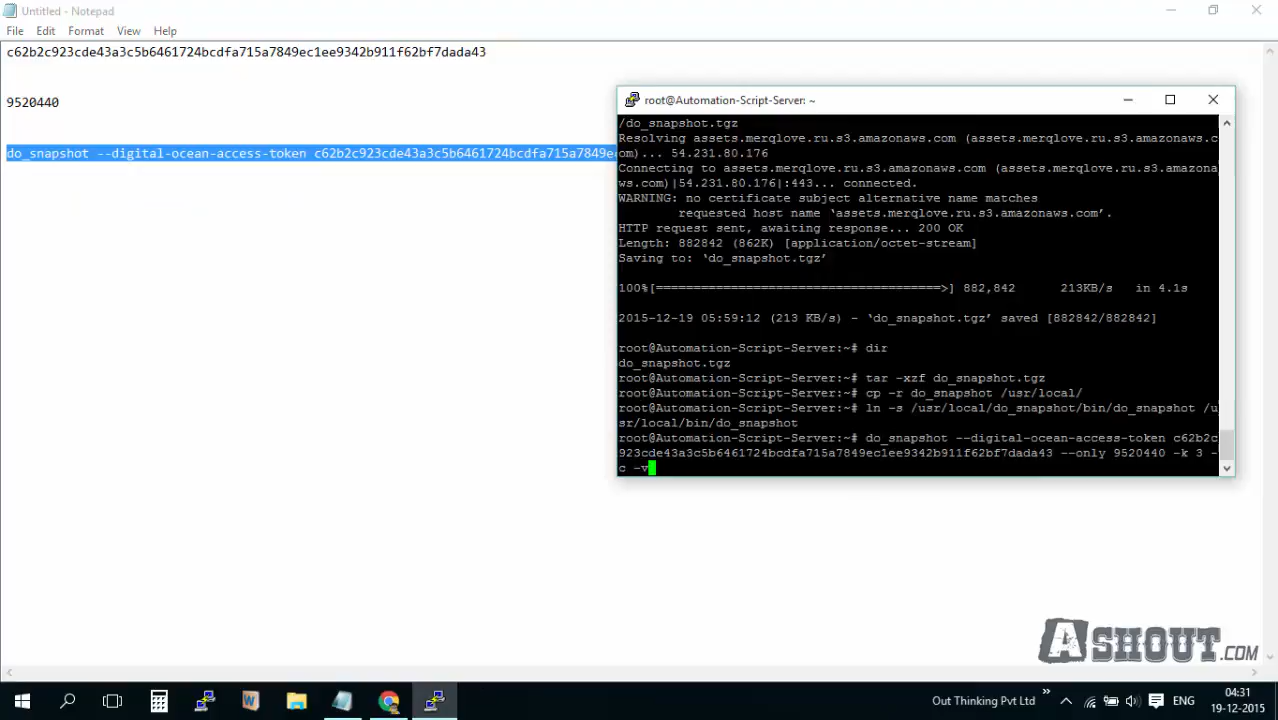 Untitled - Notepad
File Edit Format View Help
c62b2c923cde43a3c5b6461724bcdfa715a7849ec1ee9342b911f62bf7dada43
9520440
do_snapshot --digital-ocean-access-token c62b2c923cde43a3c5b6461724bcdfa715a7849ec
root@Automation-Script-Server: ~
/do_snapshot.tgz
Resolving assets.merqlove.ru.s3.amazonaws.com (assets.merqlove.ru.s3.amazonaws.c
om)... 54.231.80.176
Connecting to assets.merqlove.ru.s3.amazonaws.com (assets.merqlove.ru.s3.amazona
ws.com)|54.231.80.176|:443... connected.
WARNING: no certificate subject alternative name matches
requested host name ‘assets.merqlove.ru.s3.amazonaws.com’.
HTTP request sent, awaiting response... 200 OK
Length: 882842 (862K) [application/octet-stream]
Saving to: ‘do_snapshot.tgz’
100%[======================================>] 882,842 213KB/s in 4.1s
2015-12-19 05:59:12 (213 KB/s) - ‘do_snapshot.tgz’ saved [882842/882842]
root@Automation-Script-Server:~# dir
do_snapshot.tgz
root@Automation-Script-Server:~# tar -xzf do_snapshot.tgz
root@Automation-Script-Server:~# cp -r do_snapshot /usr/local/
root@Automation-Script-Server:~# ln -s /usr/local/do_snapshot/bin/do_snapshot /u
sr/local/bin/do_snapshot
root@Automation-Script-Server:~# do_snapshot --digital-ocean-access-token c62b2c
923cde43a3c5b6461724bcdfa715a7849ec1ee9342b911f62bf7dada43 --only 9520440 -k 3 -
c -v
ASHOUT.COM
Out Thinking Pvt Ltd
ENG
04:31
19-12-2015